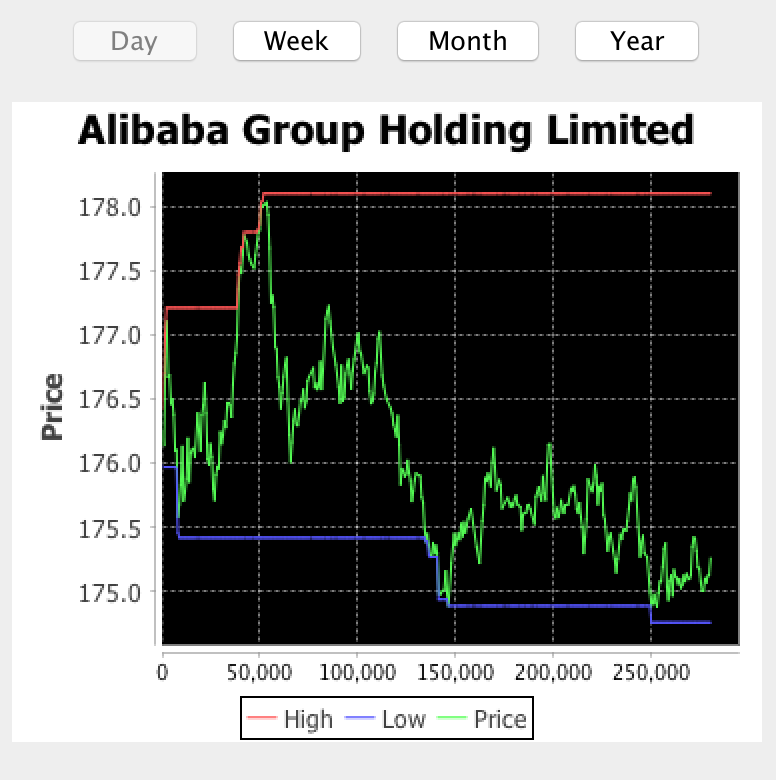 Day Week Month Year
Alibaba Group Holding Limited
178.0
177.5
177.0
176.5
176.0
175.5
175.0
Price
0 50,000 100,000 150,000 200,000 250,000
High Low Price